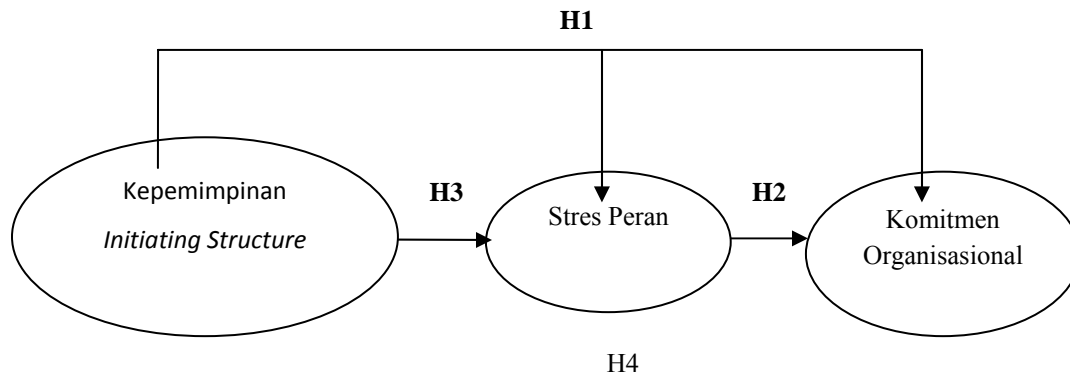 H1
Kepemimpinan
Initiating Structure
H3
Stres Peran
H2
Komitmen
Organisasional
H4